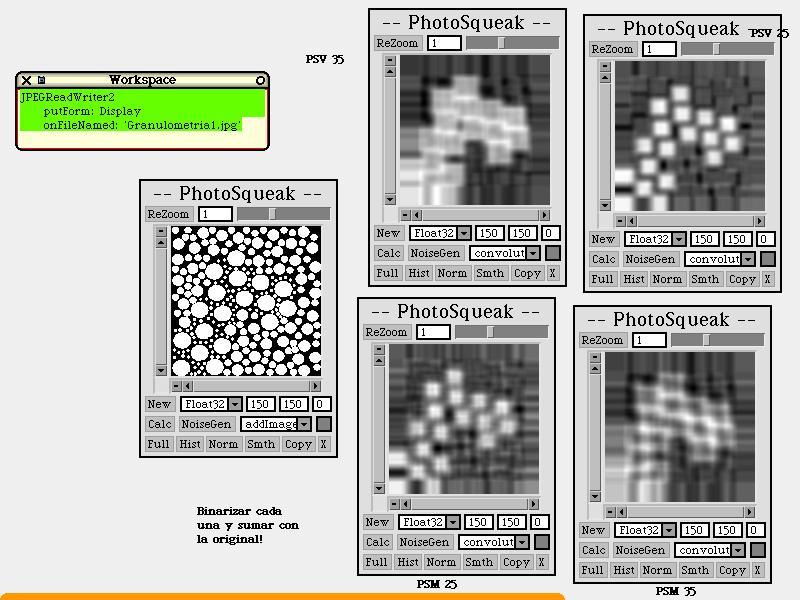 -- PhotoSqueak --
ReZoom 1
PSV 35
New Float32 150 150 0
Calc NoiseGen convolut
Full Hist Norm Smth Copy X
-- PhotoSqueak --
PSV 25
ReZoom 1
New Float32 150 150 0
Calc NoiseGen convolut
Full Hist Norm Smth Copy X
Workspace
JPEGReadWriter2
putForm: Display
onFileNamed: 'Granulometria1.jpg'
-- PhotoSqueak --
ReZoom 1
New Float32 150 150 0
Calc NoiseGen addImage
Full Hist Norm Smth Copy X
-- PhotoSqueak --
ReZoom 1
New Float32 150 150 0
Calc NoiseGen convolut
Full Hist Norm Smth Copy X
PSM 25
-- PhotoSqueak --
ReZoom 1
New Float32 150 150 0
Calc NoiseGen convolut
Full Hist Norm Smth Copy X
PSM 35
Binarizar cada
una y sumar con
la original!